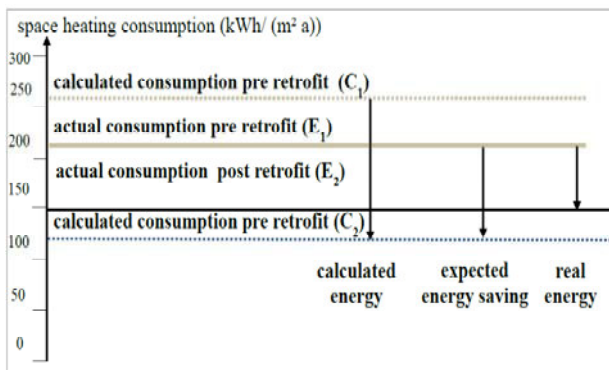 space heating consumption (kWh/ (m² a))
300
calculated consumption pre retrofit (C₁)
250
actual consumption pre retrofit (E₁)
200
actual consumption post retrofit (E₂)
150
calculated consumption pre retrofit (C₂)
100
calculated energy
expected energy saving
real energy
50
0